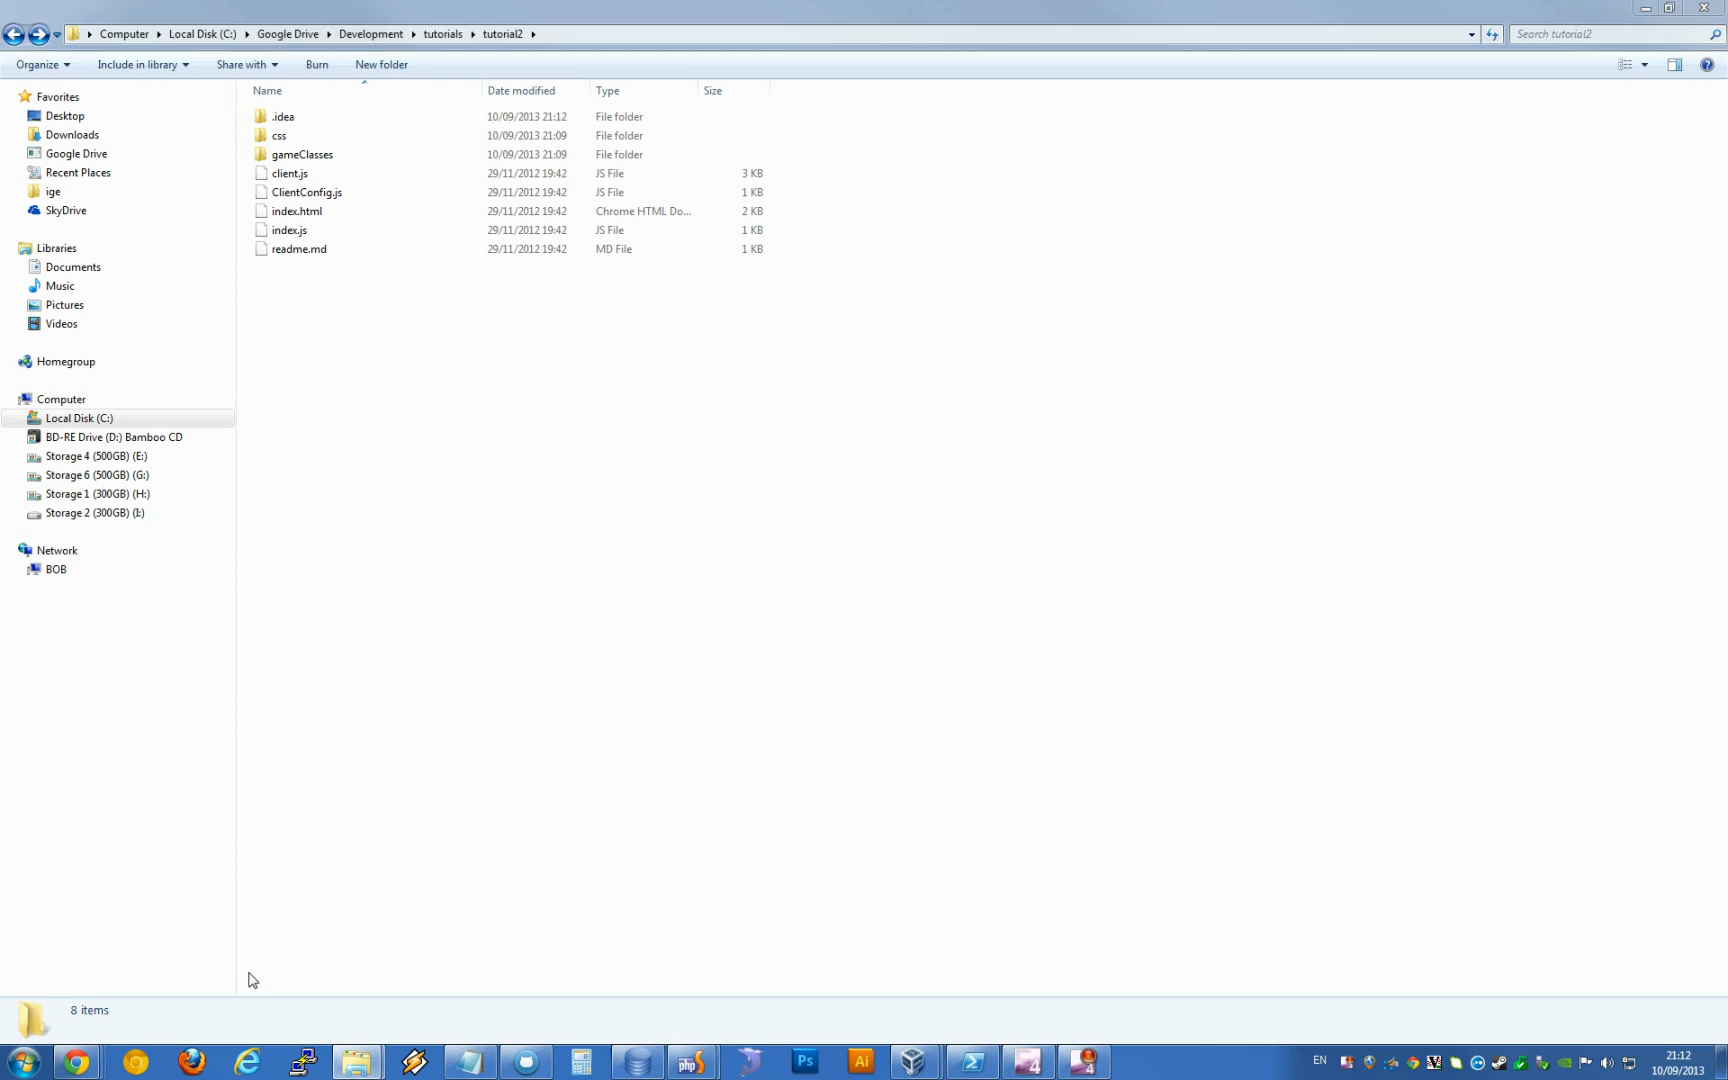 Computer Local Disk (C:) Google Drive Development tutorials tutorial2 Search tutorial2
Organize Include in library Share with Burn New folder
Name Date modified Type Size
Favorites
Desktop
Downloads
Google Drive
Recent Places
ige
SkyDrive
Libraries
Documents
Music
Pictures
Videos
Homegroup
Computer
Local Disk (C:)
BD-RE Drive (D:) Bamboo CD
Storage 4 (500GB) (E:)
Storage 6 (500GB) (G:)
Storage 1 (300GB) (H:)
Storage 2 (300GB) (I:)
Network
BOB
.idea 10/09/2013 21:12 File folder
css 10/09/2013 21:09 File folder
gameClasses 10/09/2013 21:09 File folder
client.js 29/11/2012 19:42 JS File 3 KB
ClientConfig.js 29/11/2012 19:42 JS File 1 KB
index.html 29/11/2012 19:42 Chrome HTML Do... 2 KB
index.js 29/11/2012 19:42 JS File 1 KB
readme.md 29/11/2012 19:42 MD File 1 KB
8 items
php Ps Ai 4 4 EN 21:12
10/09/2013